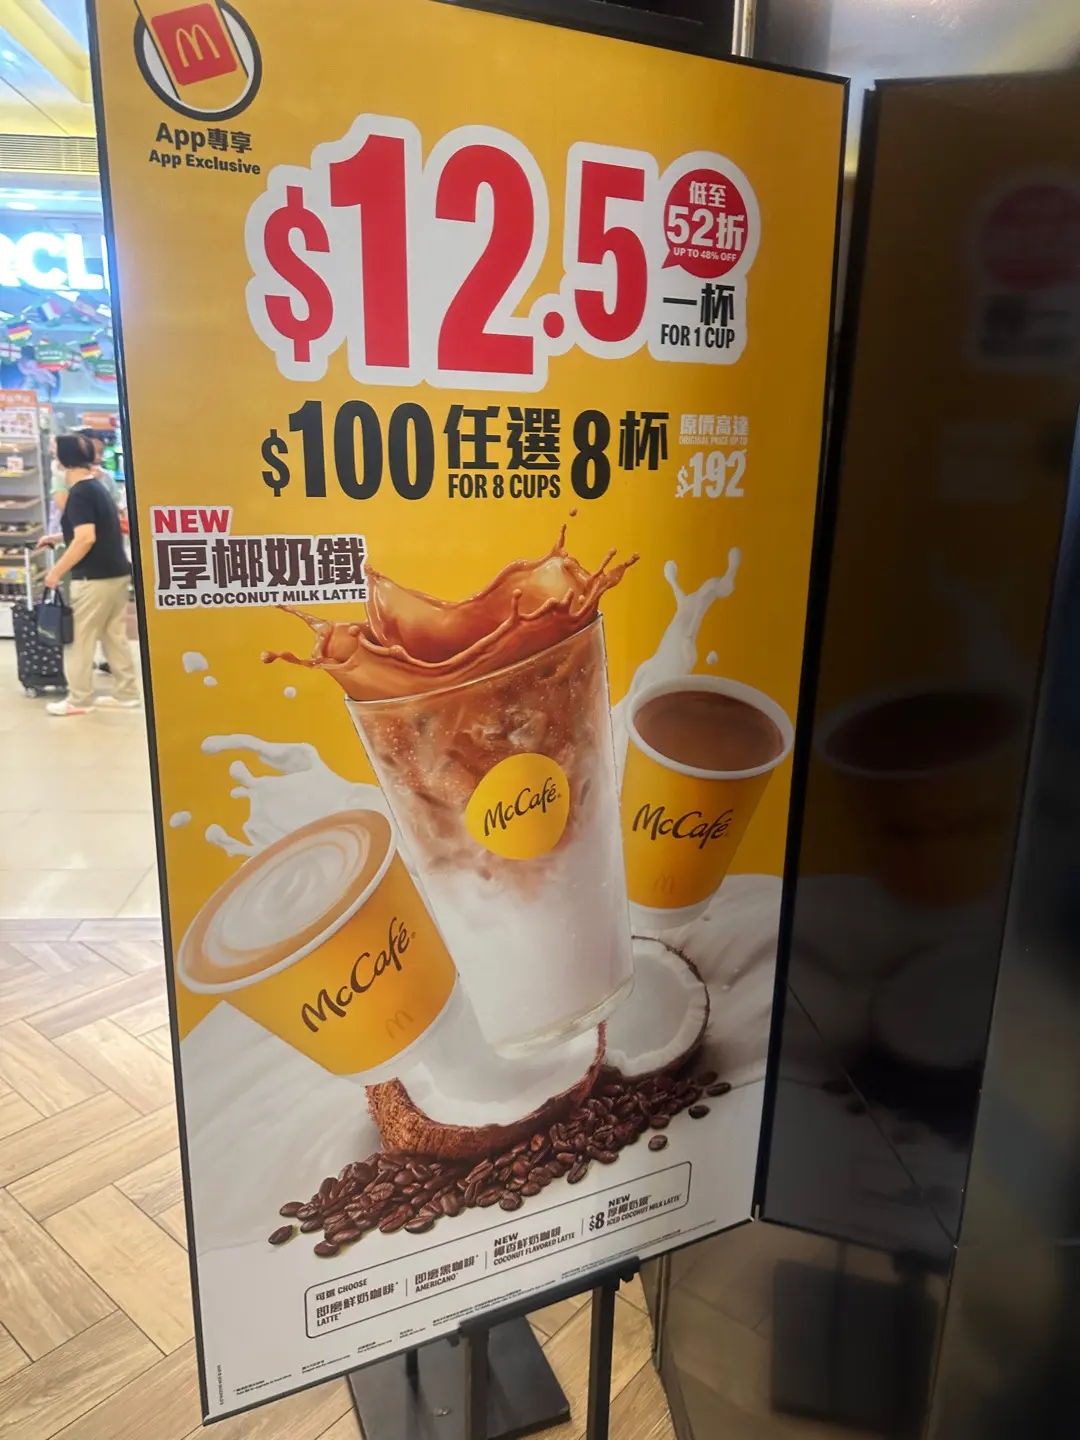 App專享
App Exclusive
$12.5
低至
52折
UP TO 48% OFF
一杯
FOR 1 CUP
$100 任選 8 杯
FOR 8 CUPS
原價高達
ORIGINAL PRICE UP TO
$192
NEW
厚椰奶鐵
ICED COCONUT MILK LATTE
McCafé
McCafé
McCafé
可選 CHOOSE
即磨鮮奶咖啡*
LATTE*
即磨黑咖啡*
AMERICANO*
NEW
椰香鮮奶咖啡
COCONUT FLAVORED LATTE
NEW
$8 厚椰奶鐵*
ICED COCONUT MILK LATTE*